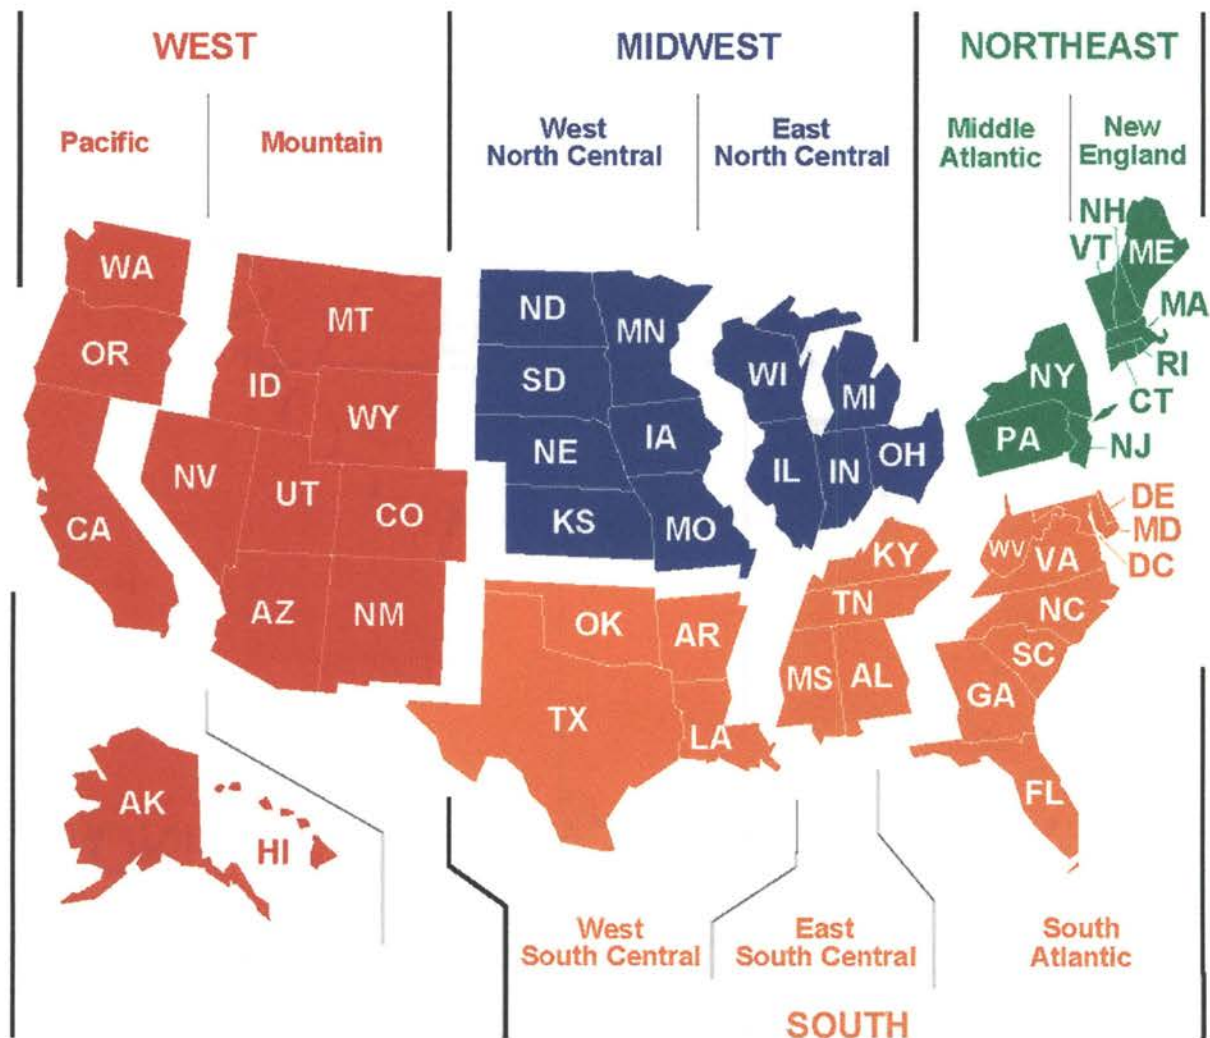 WEST
MIDWEST
NORTHEAST
Pacific
Mountain
West
North Central
East
North Central
Middle
Atlantic
New
England
WA
OR
CA
MT
ID
WY
NV
UT
CO
AZ
NM
AK
HI
ND
MN
SD
IA
NE
KS
MO
WI
MI
IL
IN
OH
NH
VT
ME
MA
RI
CT
NY
PA
NJ
DE
MD
DC
WV
VA
NC
SC
GA
FL
KY
TN
MS
AL
OK
AR
TX
LA
West
South Central
East
South Central
South
Atlantic
SOUTH